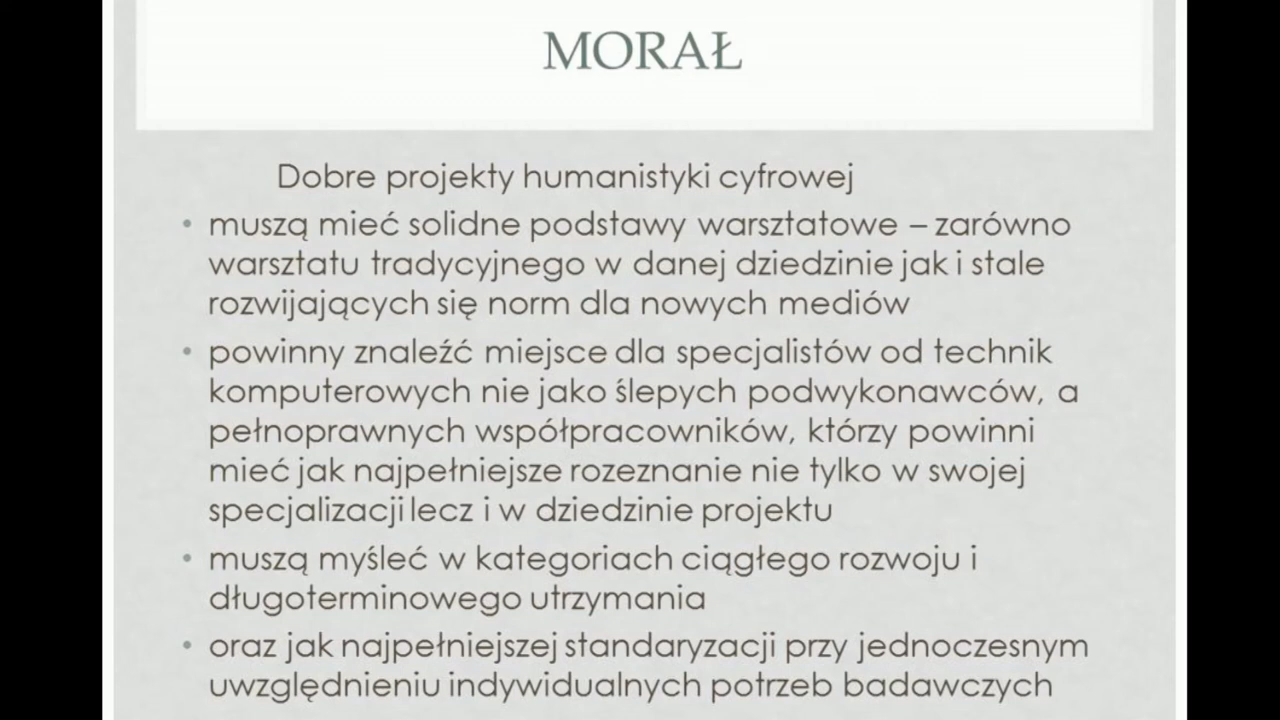 MORAŁ
Dobre projekty humanistyki cyfrowej
• muszą mieć solidne podstawy warsztatowe – zarówno
warsztatu tradycyjnego w danej dziedzinie jak i stale
rozwijających się norm dla nowych mediów
• powinny znaleźć miejsce dla specjalistów od technik
komputerowych nie jako ślepych podwykonawców, a
pełnoprawnych współpracowników, którzy powinni
mieć jak najpełniejsze rozeznanie nie tylko w swojej
specjalizacji lecz i w dziedzinie projektu
• muszą myśleć w kategoriach ciągłego rozwoju i
długoterminowego utrzymania
• oraz jak najpełniejszej standaryzacji przy jednoczesnym
uwzględnieniu indywidualnych potrzeb badawczych